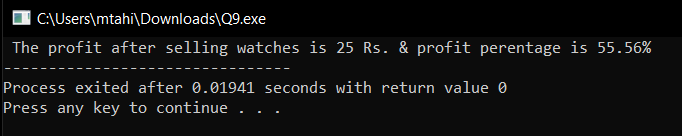 C:\Users\mtahi\Downloads\Q9.exe
The profit after selling watches is 25 Rs. & profit perentage is 55.56%
--------------------------------
Process exited after 0.01941 seconds with return value 0
Press any key to continue . . .